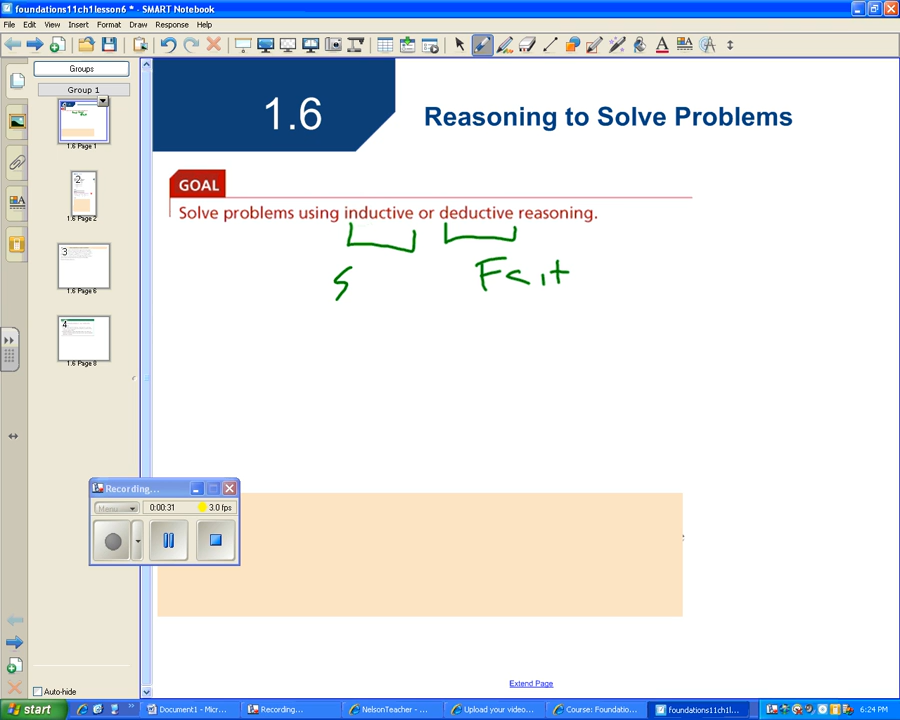 foundations11ch1lesson6 * - SMART Notebook
File Edit View Insert Format Draw Response Help
Groups
Group 1
1.6 Page 1
2
1.6 Page 2
3
1.6 Page 6
4
1.6 Page 8
1.6
Reasoning to Solve Problems
GOAL
Solve problems using inductive or deductive reasoning.
S
Recording...
Menu
0:00:31
3.0 fps
Extend Page
Auto-hide
start
Document1 - Micr...
Recording...
NelsonTeacher - ...
Upload your video...
Course: Foundatio...
foundations11ch1l...
6:24 PM